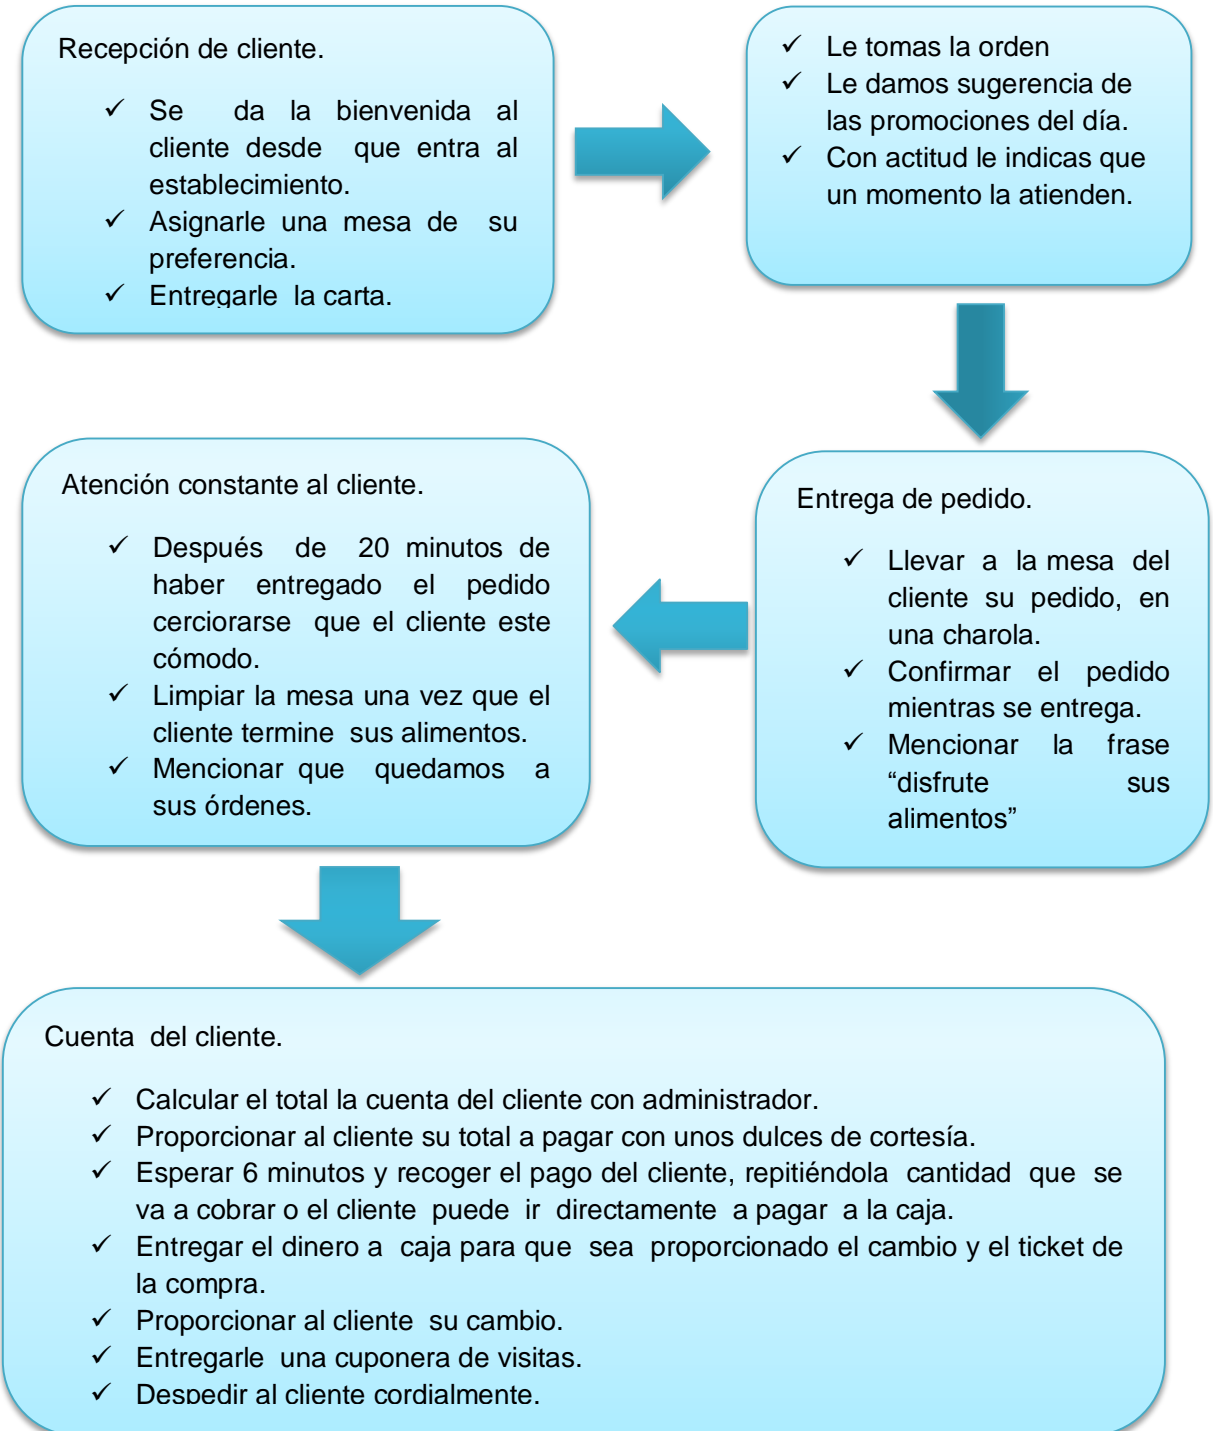 Recepción de cliente.
✓ Se da la bienvenida al
cliente desde que entra al
establecimiento.
✓ Asignarle una mesa de su
preferencia.
✓ Entregarle la carta.
✓ Le tomas la orden
✓ Le damos sugerencia de
las promociones del día.
✓ Con actitud le indicas que
un momento la atienden.
Entrega de pedido.
✓ Llevar a la mesa del
cliente su pedido, en
una charola.
✓ Confirmar el pedido
mientras se entrega.
✓ Mencionar la frase
“disfrute sus
alimentos”
Atención constante al cliente.
✓ Después de 20 minutos de
haber entregado el pedido
cerciorarse que el cliente este
cómodo.
✓ Limpiar la mesa una vez que el
cliente termine sus alimentos.
✓ Mencionar que quedamos a
sus órdenes.
Cuenta del cliente.
✓ Calcular el total la cuenta del cliente con administrador.
✓ Proporcionar al cliente su total a pagar con unos dulces de cortesía.
✓ Esperar 6 minutos y recoger el pago del cliente, repitiéndola cantidad que se
va a cobrar o el cliente puede ir directamente a pagar a la caja.
✓ Entregar el dinero a caja para que sea proporcionado el cambio y el ticket de
la compra.
✓ Proporcionar al cliente su cambio.
✓ Entregarle una cuponera de visitas.
✓ Despedir al cliente cordialmente.